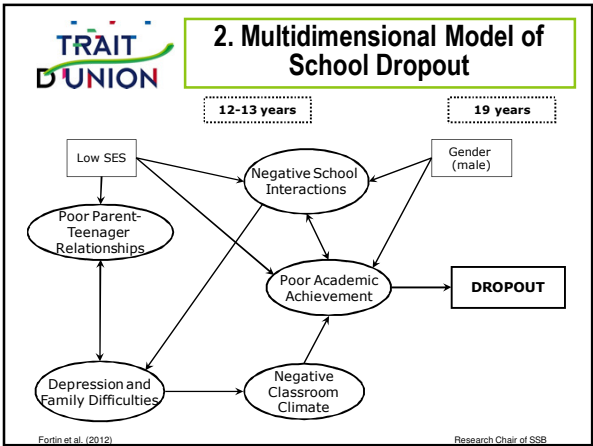 TRAIT
D'UNION
2. Multidimensional Model of
School Dropout
12-13 years
19 years
Low SES
Negative School
Interactions
Gender
(male)
Poor Parent-
Teenager
Relationships
Poor Academic
Achievement
DROPOUT
Depression and
Family Difficulties
Negative
Classroom
Climate
Fortin et al. (2012)
Research Chair of SSB